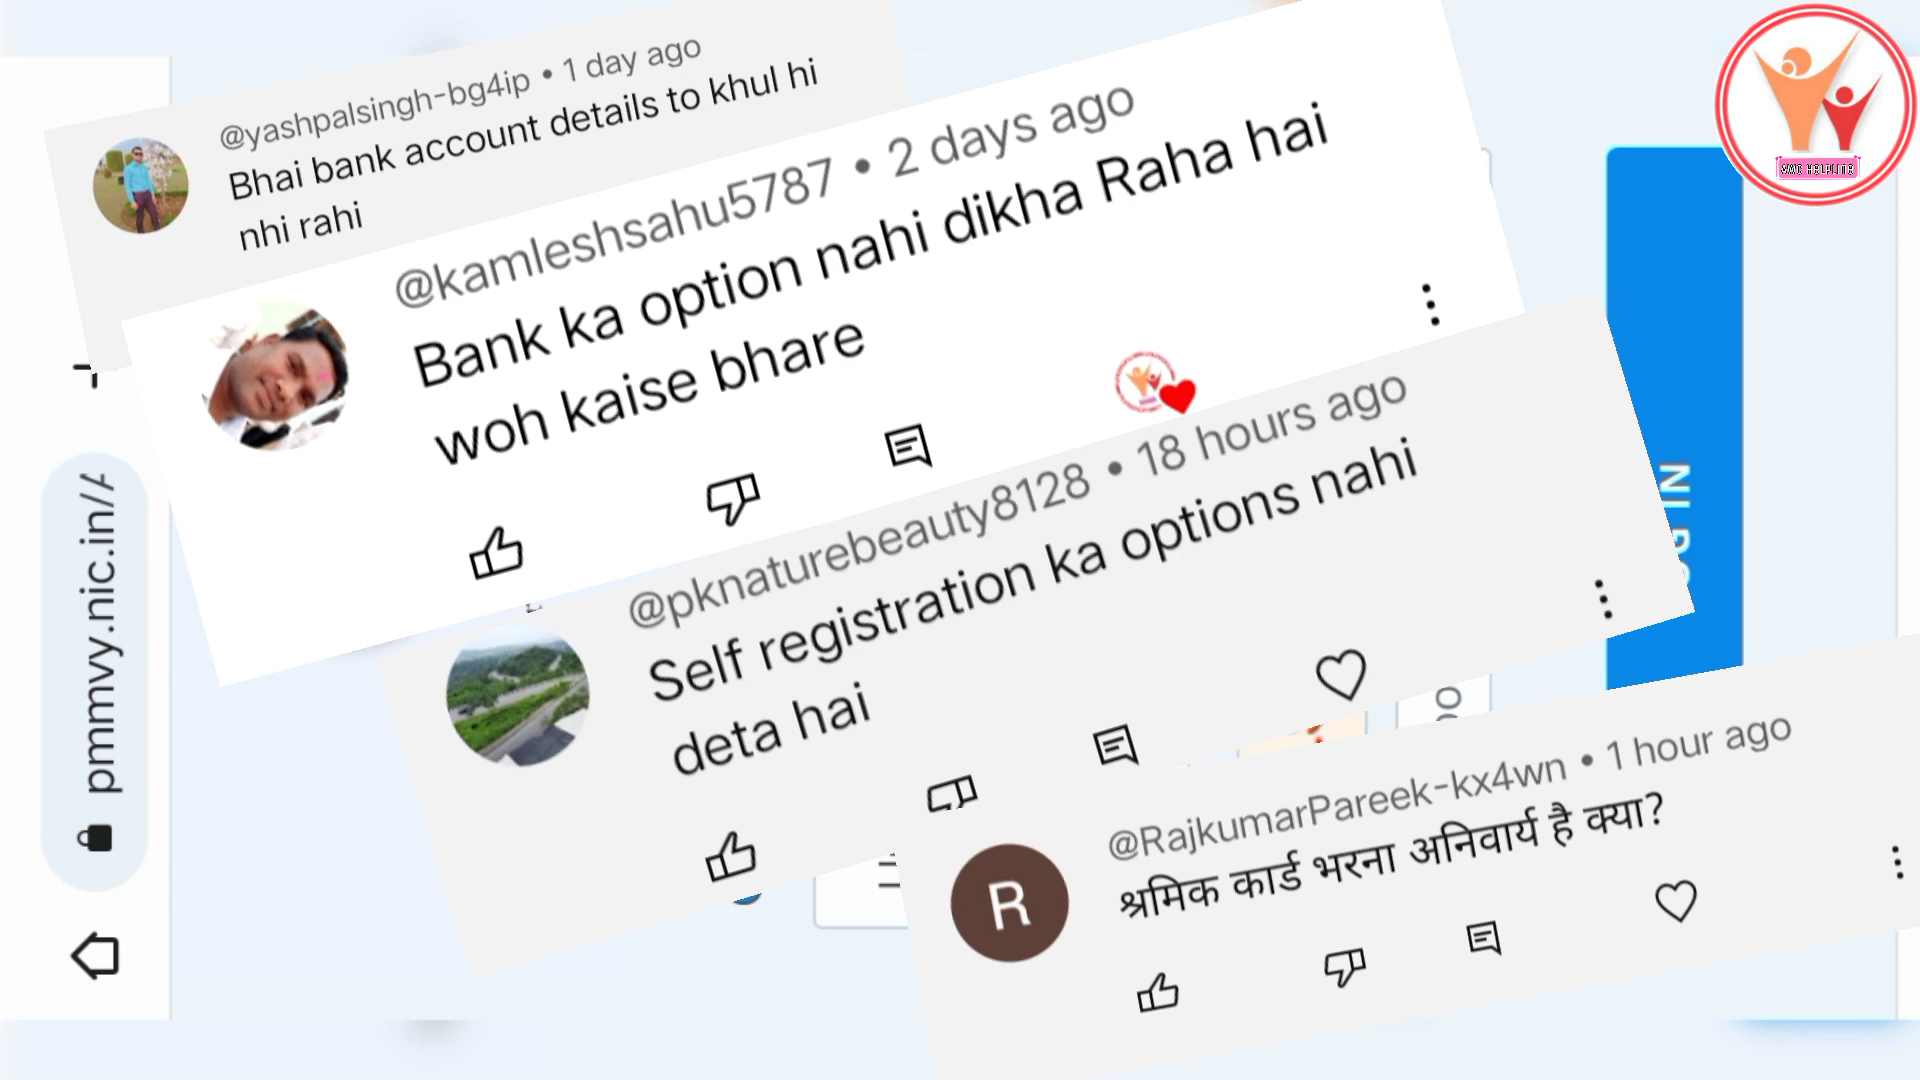 @yashpalsingh-bg4ip • 1 day ago
Bhai bank account details to khul hi
nhi rahi
@kamleshsahu5787 • 2 days ago
Bank ka option nahi dikha Raha hai
woh kaise bhare
@pknaturebeauty8128 • 18 hours ago
Self registration ka options nahi
deta hai
@RajkumarPareek-kx4wn • 1 hour ago
श्रमिक कार्ड भरना अनिवार्य है क्या?
R
pmmvy.nic.in//
IN
HELPLINE